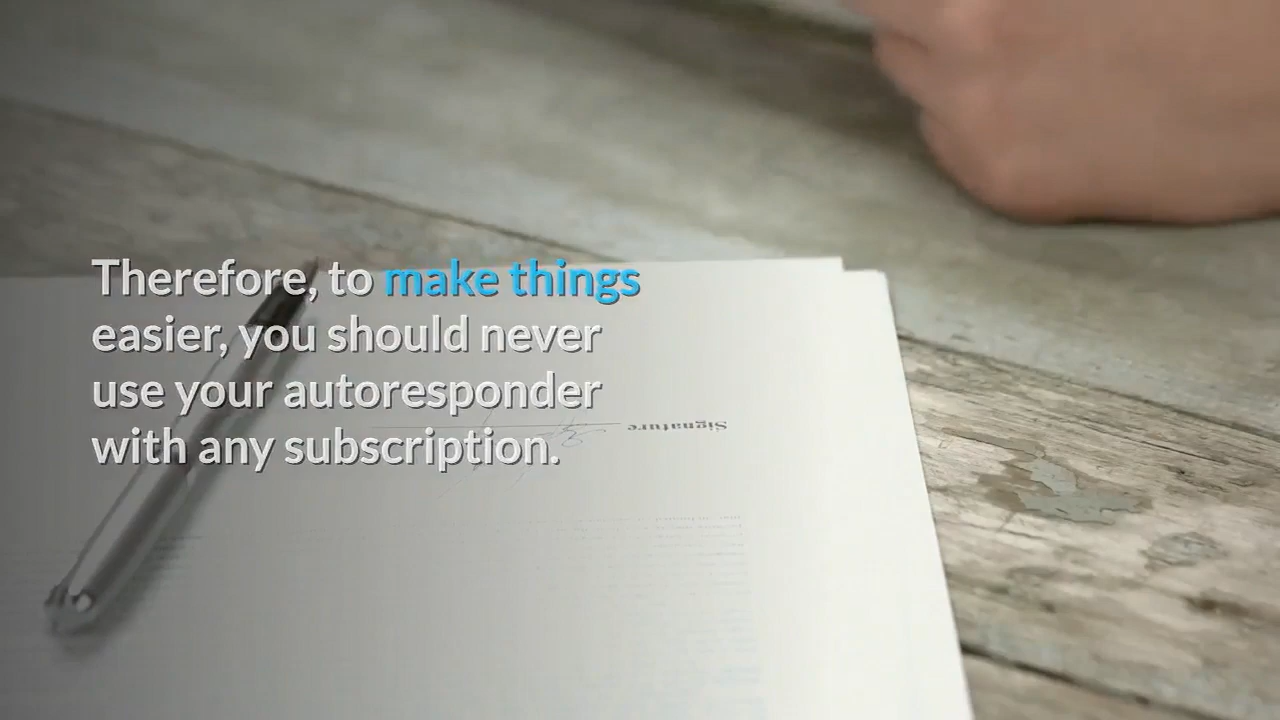 Therefore, to make things
easier, you should never
use your autoresponder
with any subscription.
Signature